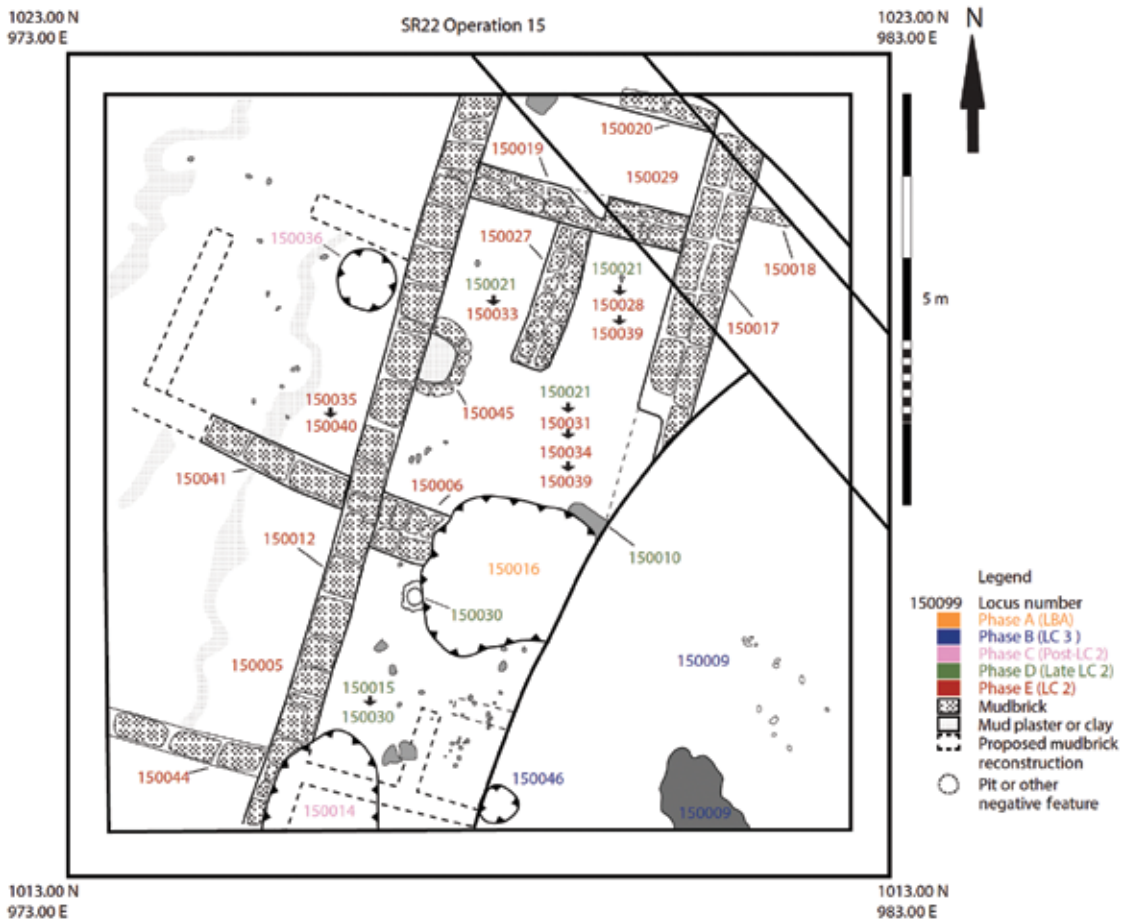 1023.00 N
973.00 E
SR22 Operation 15
1023.00 N
983.00 E
N
150020
150019
150029
150036
150027
150021
150033
150021
150028
150039
150018
150017
5 m
150035
150040
150045
150021
150031
150034
150039
150041
150006
150012
150016
150010
150030
150005
150015
150030
150009
150044
150014
150046
150009
Legend
150099 Locus number
Phase A (LBA)
Phase B (LC 3 )
Phase C (Post-LC 2)
Phase D (Late LC 2)
Phase E (LC 2)
Mudbrick
Mud plaster or clay
Proposed mudbrick
reconstruction
Pit or other
negative feature
1013.00 N
973.00 E
1013.00 N
983.00 E